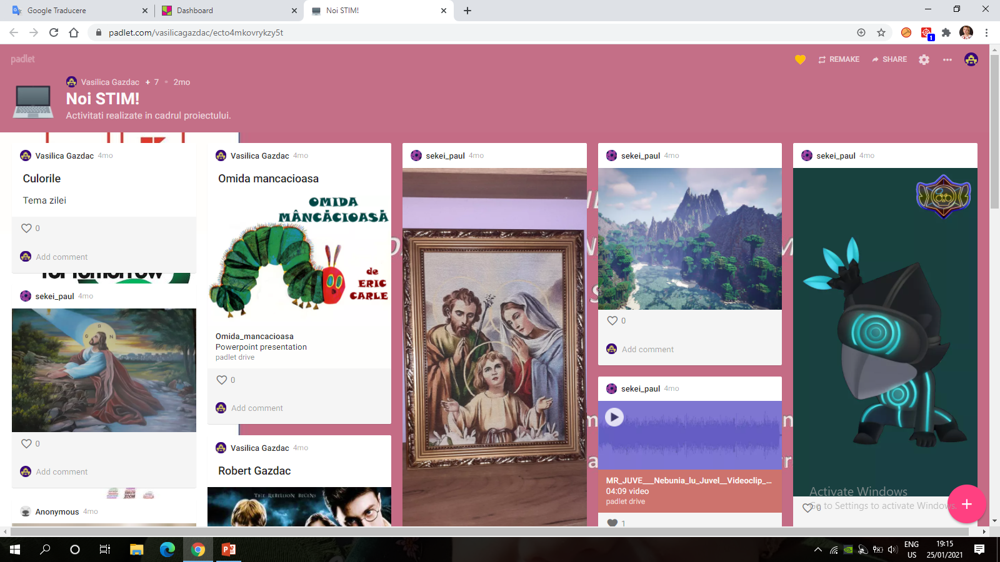 Google Traducere
Dashboard
Noi STIM!
padlet.com/vasilicagazdac/ecto4mkovrykzy5t
1
padlet
REMAKE
SHARE
Vasilica Gazdac + 7 • 2mo
Noi STIM!
Activitati realizate in cadrul proiectului.
Vasilica Gazdac 4mo
Culorile
Tema zilei
0
Add comment
for tomorrow
sekei_paul 4mo
0
Add comment
Anonymous 4mo
Vasilica Gazdac 4mo
Omida mancacioasa
OMIDA
MÂNCĂCIOASĂ
de
ERIC
CARLE
Omida_mancacioasa
Powerpoint presentation
padlet drive
0
Add comment
Vasilica Gazdac 4mo
Robert Gazdac
THE REBELLION BEGINS
sekei_paul 4mo
sekei_paul 4mo
0
Add comment
sekei_paul 4mo
MR_JUVE___Nebunia_lu_Juvel__Videoclip_...
04:09 video
padlet drive
1
sekei_paul 4mo
0
Activate Windows
Go to Settings to activate Windows.
ENG
US
19:15
25/01/2021